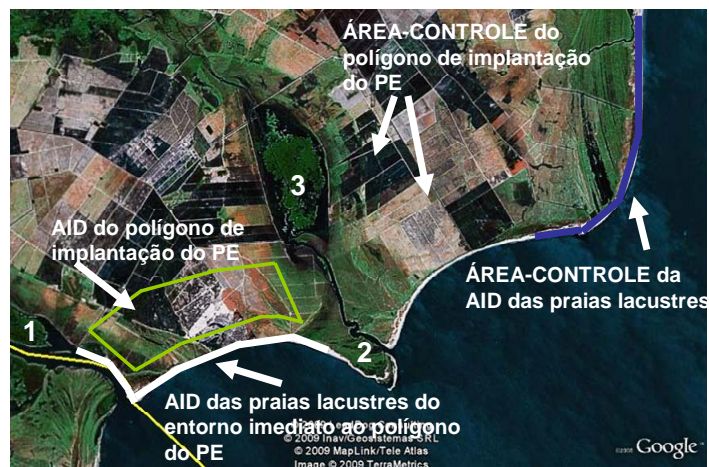 ÁREA-CONTROLE do
polígono de implantação
do PE
3
AID do polígono de
implantação do PE
ÁREA-CONTROLE da
AID das praias lacustres
1
2
AID das praias lacustres do
entorno imediato ao polígono
do PE
© 2009 Inav/Geosistemas SRL
© 2009 MapLink/Tele Atlas
Image © 2009 TerraMetrics
Google